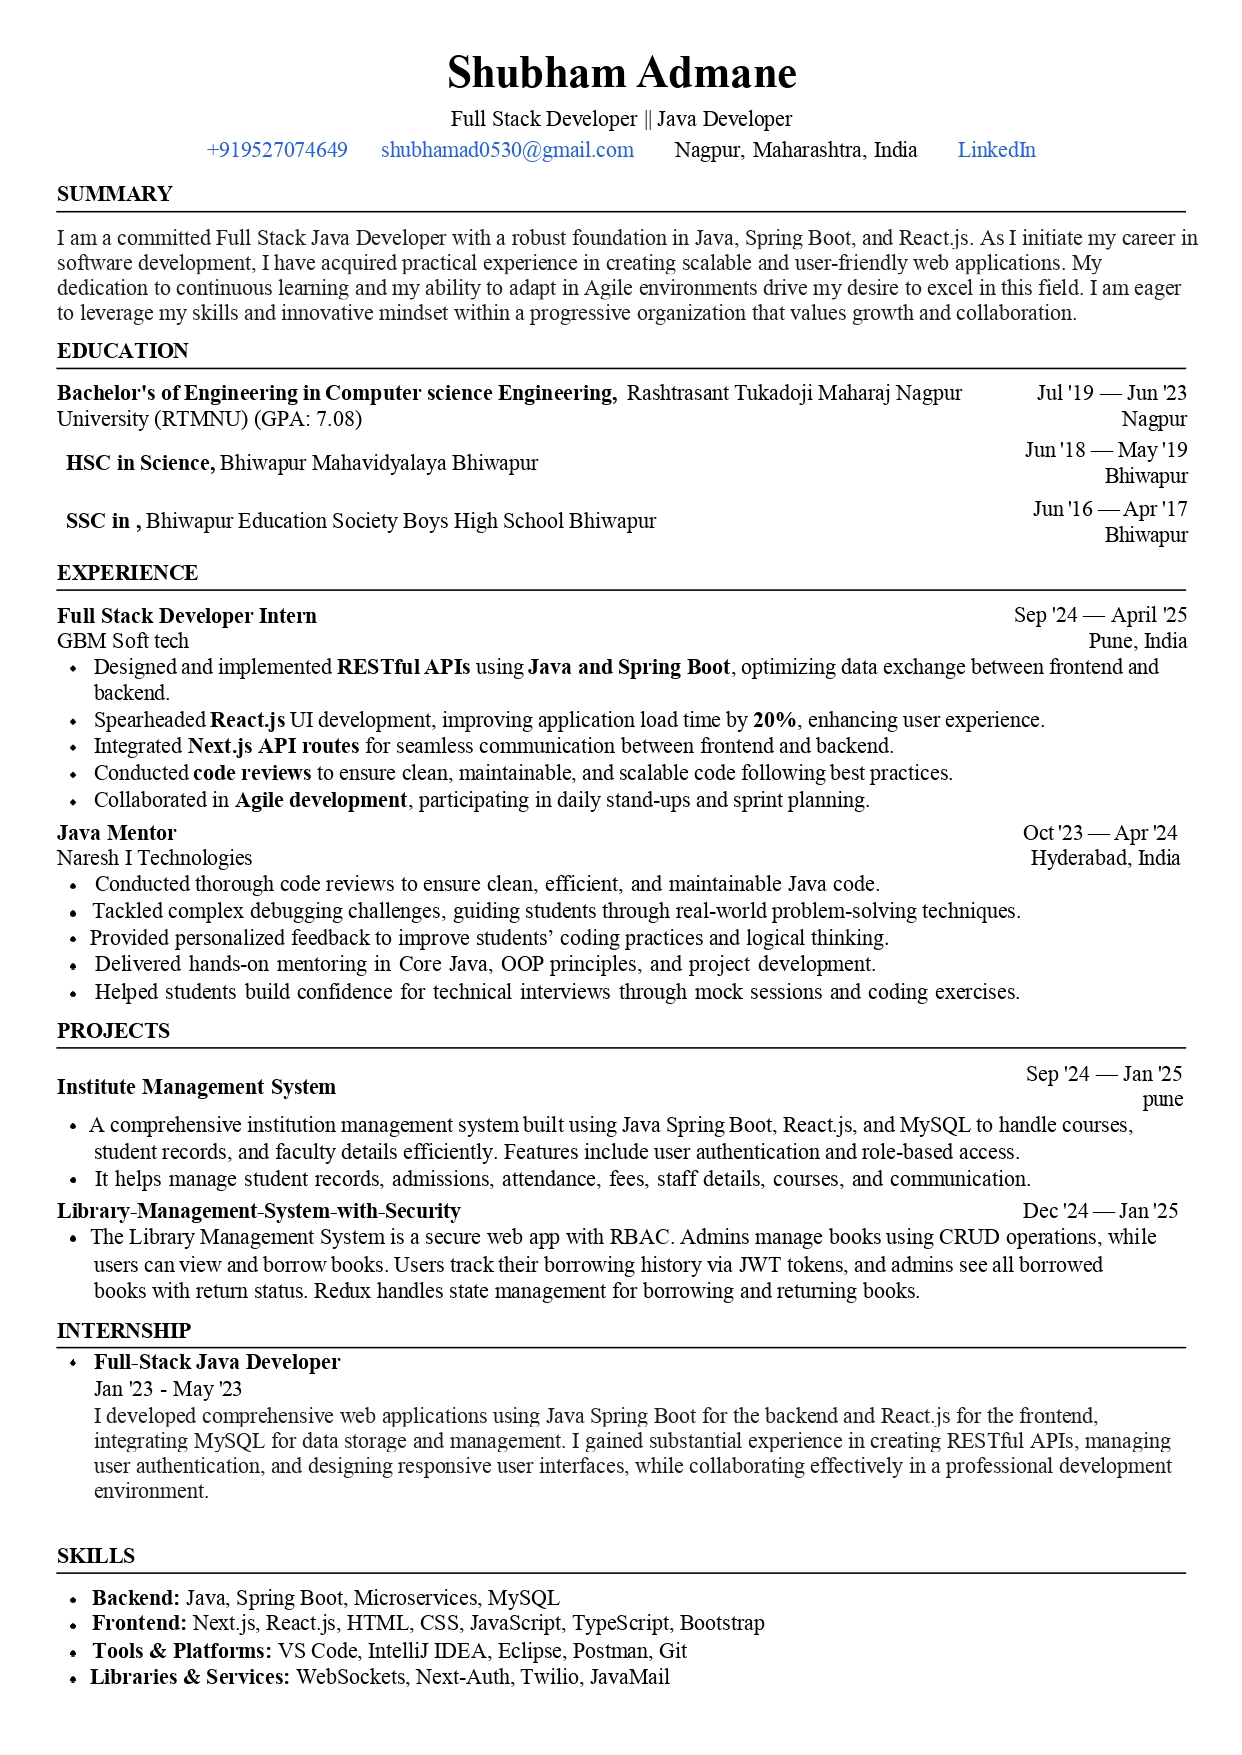 Shubham Admane
Full Stack Developer || Java Developer
+919527074649 shubhamad0530@gmail.com Nagpur, Maharashtra, India LinkedIn
SUMMARY
I am a committed Full Stack Java Developer with a robust foundation in Java, Spring Boot, and React.js. As I initiate my career in
software development, I have acquired practical experience in creating scalable and user-friendly web applications. My
dedication to continuous learning and my ability to adapt in Agile environments drive my desire to excel in this field. I am eager
to leverage my skills and innovative mindset within a progressive organization that values growth and collaboration.
EDUCATION
Bachelor's of Engineering in Computer science Engineering, Rashtrasant Tukadoji Maharaj Nagpur Jul '19 — Jun '23
University (RTMNU) (GPA: 7.08) Nagpur
HSC in Science, Bhiwapur Mahavidyalaya Bhiwapur Jun '18 — May '19
Bhiwapur
SSC in , Bhiwapur Education Society Boys High School Bhiwapur Jun '16 — Apr '17
Bhiwapur
EXPERIENCE
Full Stack Developer Intern Sep '24 — April '25
GBM Soft tech Pune, India
• Designed and implemented RESTful APIs using Java and Spring Boot, optimizing data exchange between frontend and
backend.
• Spearheaded React.js UI development, improving application load time by 20%, enhancing user experience.
• Integrated Next.js API routes for seamless communication between frontend and backend.
• Conducted code reviews to ensure clean, maintainable, and scalable code following best practices.
• Collaborated in Agile development, participating in daily stand-ups and sprint planning.
Java Mentor Oct '23 — Apr '24
Naresh I Technologies Hyderabad, India
• Conducted thorough code reviews to ensure clean, efficient, and maintainable Java code.
• Tackled complex debugging challenges, guiding students through real-world problem-solving techniques.
• Provided personalized feedback to improve students’ coding practices and logical thinking.
• Delivered hands-on mentoring in Core Java, OOP principles, and project development.
• Helped students build confidence for technical interviews through mock sessions and coding exercises.
PROJECTS
Institute Management System Sep '24 — Jan '25
pune
• A comprehensive institution management system built using Java Spring Boot, React.js, and MySQL to handle courses,
student records, and faculty details efficiently. Features include user authentication and role-based access.
• It helps manage student records, admissions, attendance, fees, staff details, courses, and communication.
Library-Management-System-with-Security Dec '24 — Jan '25
• The Library Management System is a secure web app with RBAC. Admins manage books using CRUD operations, while
users can view and borrow books. Users track their borrowing history via JWT tokens, and admins see all borrowed
books with return status. Redux handles state management for borrowing and returning books.
INTERNSHIP
• Full-Stack Java Developer
Jan '23 - May '23
I developed comprehensive web applications using Java Spring Boot for the backend and React.js for the frontend,
integrating MySQL for data storage and management. I gained substantial experience in creating RESTful APIs, managing
user authentication, and designing responsive user interfaces, while collaborating effectively in a professional development
environment.
SKILLS
• Backend: Java, Spring Boot, Microservices, MySQL
• Frontend: Next.js, React.js, HTML, CSS, JavaScript, TypeScript, Bootstrap
• Tools & Platforms: VS Code, IntelliJ IDEA, Eclipse, Postman, Git
• Libraries & Services: WebSockets, Next-Auth, Twilio, JavaMail